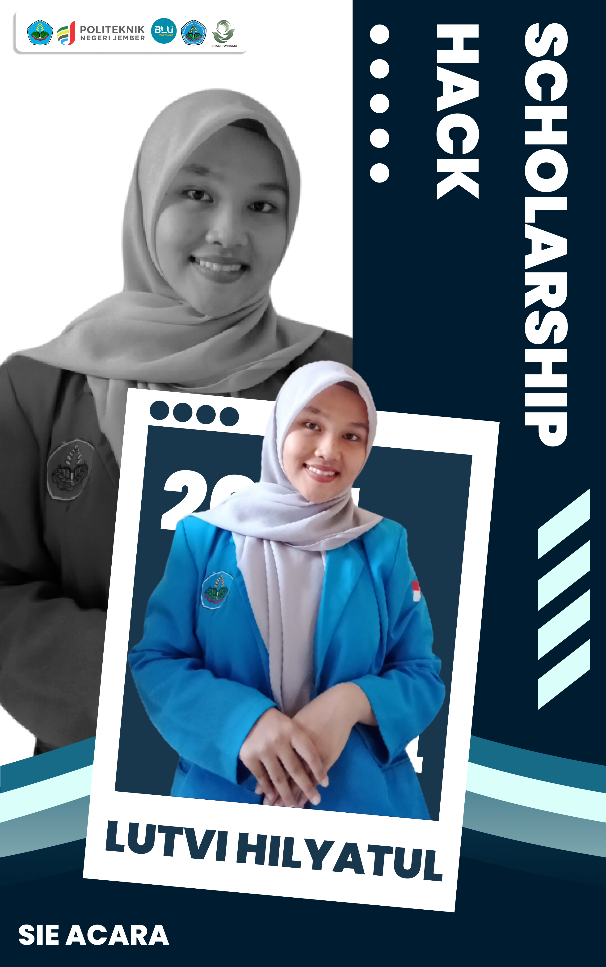 POLITEKNIK
NEGERI JEMBER
BLU
SCHOLARSHIP
HACK
LUTVI HILYATUL
SIE ACARA